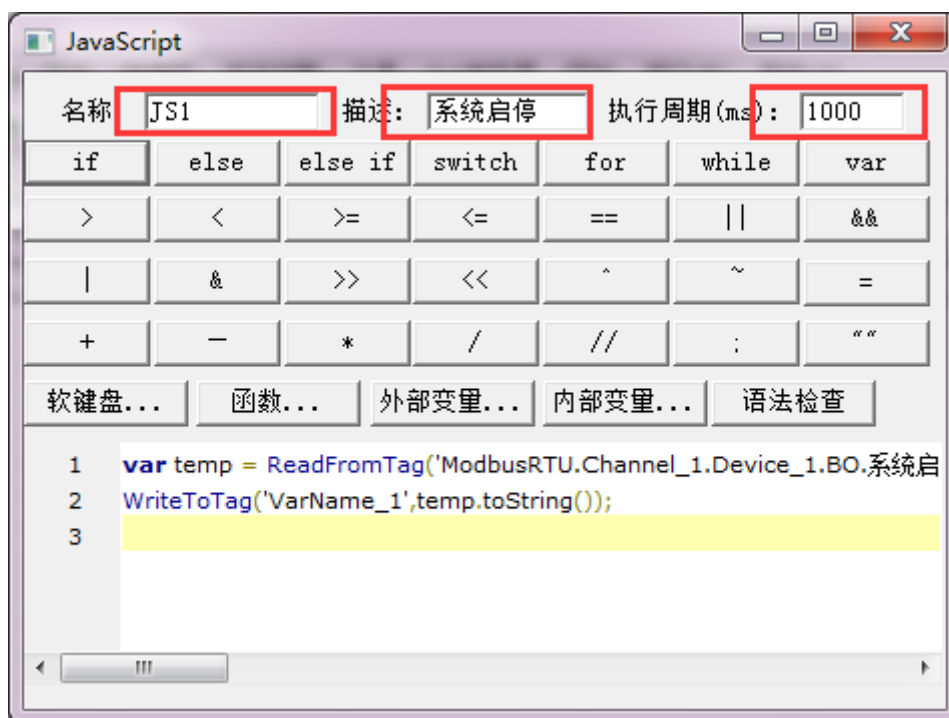 JavaScript
名称 JS1 描述: 系统启停 执行周期(ms): 1000
if else else if switch for while var
> < >= <= == || &&
| & >> << ^ ~ =
+ — * / // ; “”
软键盘... 函数... 外部变量... 内部变量... 语法检查
1 var temp = ReadFromTag('ModbusRTU.Channel_1.Device_1.BO.系统启
2 WriteToTag('VarName_1',temp.toString());
3